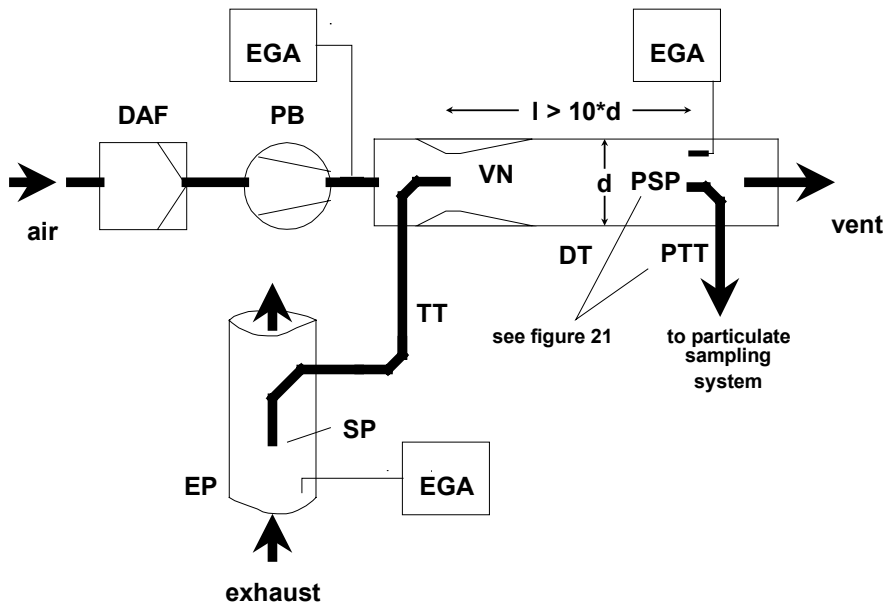 EGA
EGA
l > 10*d
DAF
PB
VN
d
PSP
air
vent
DT
PTT
TT
see figure 21
to particulate
sampling
system
SP
EP
EGA
exhaust